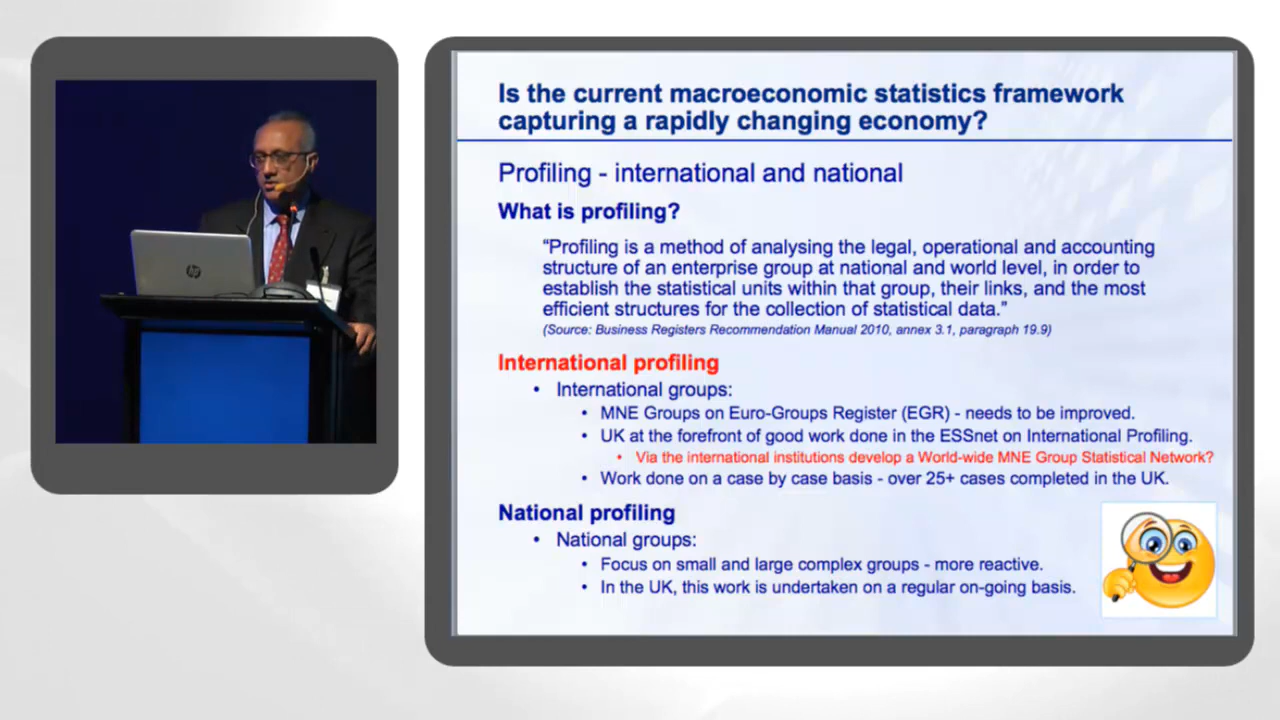 Is the current macroeconomic statistics framework
capturing a rapidly changing economy?
Profiling - international and national
What is profiling?
“Profiling is a method of analysing the legal, operational and accounting
structure of an enterprise group at national and world level, in order to
establish the statistical units within that group, their links, and the most
efficient structures for the collection of statistical data.”
(Source: Business Registers Recommendation Manual 2010, annex 3.1, paragraph 19.9)
International profiling
• International groups:
• MNE Groups on Euro-Groups Register (EGR) - needs to be improved.
• UK at the forefront of good work done in the ESSnet on International Profiling.
• Via the international institutions develop a World-wide MNE Group Statistical Network?
• Work done on a case by case basis - over 25+ cases completed in the UK.
National profiling
• National groups:
• Focus on small and large complex groups - more reactive.
• In the UK, this work is undertaken on a regular on-going basis.
hp